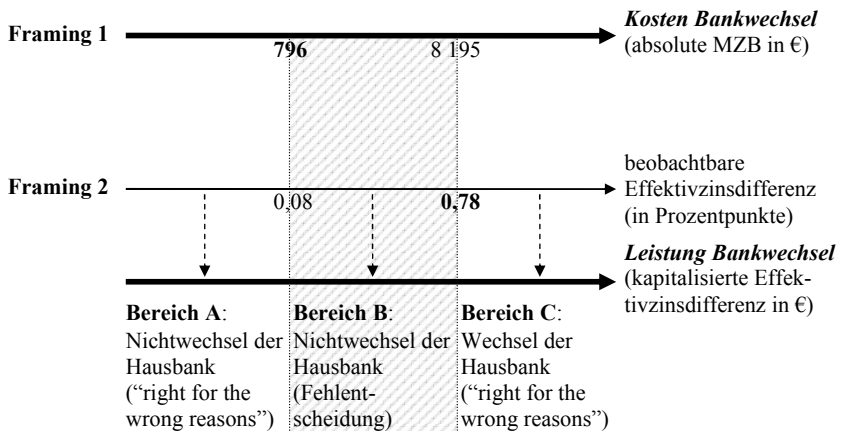 Framing 1
Kosten Bankwechsel
(absolute MZB in €)
796
8 195
Framing 2
beobachtbare
Effektivzinsdifferenz
(in Prozentpunkte)
0,08
0,78
Leistung Bankwechsel
(kapitalisierte Effek-
tivzinsdifferenz in €)
Bereich A:
Nichtwechsel der
Hausbank
(“right for the
wrong reasons”)
Bereich B:
Nichtwechsel der
Hausbank
(Fehlent-
scheidung)
Bereich C:
Wechsel der
Hausbank
(“right for the
wrong reasons”)